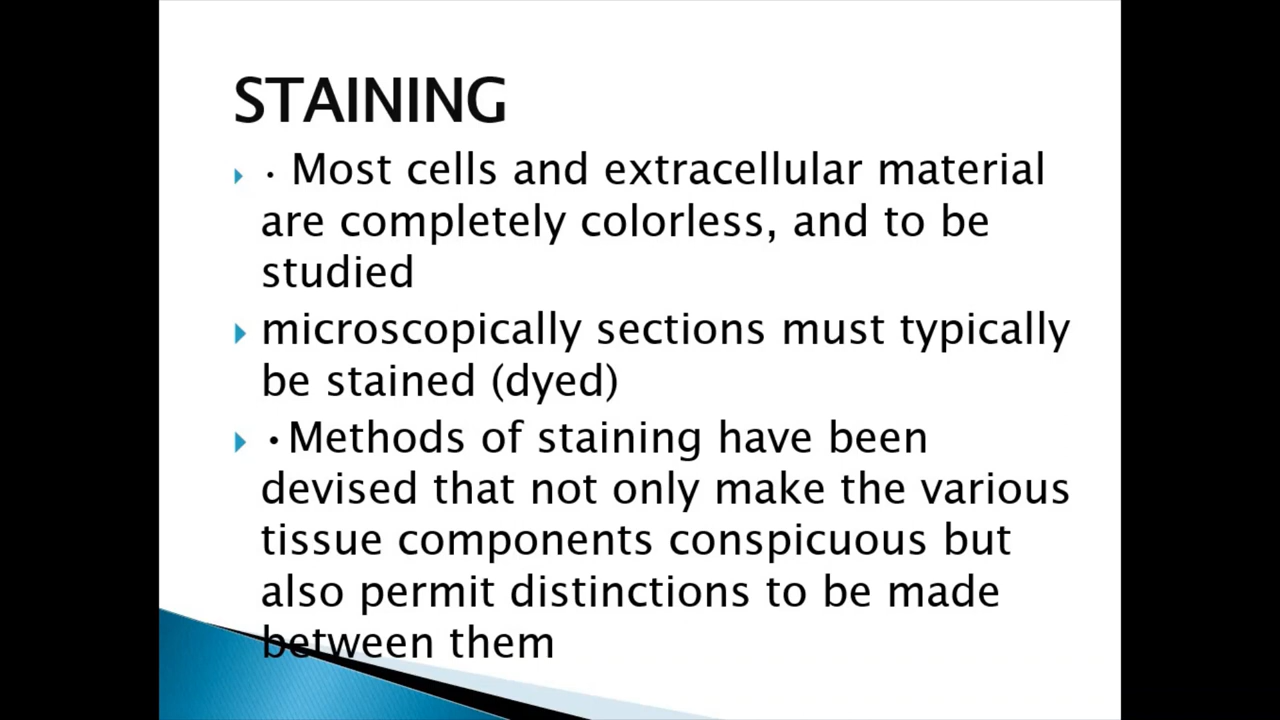 STAINING
· Most cells and extracellular material
are completely colorless, and to be
studied
microscopically sections must typically
be stained (dyed)
•Methods of staining have been
devised that not only make the various
tissue components conspicuous but
also permit distinctions to be made
between them